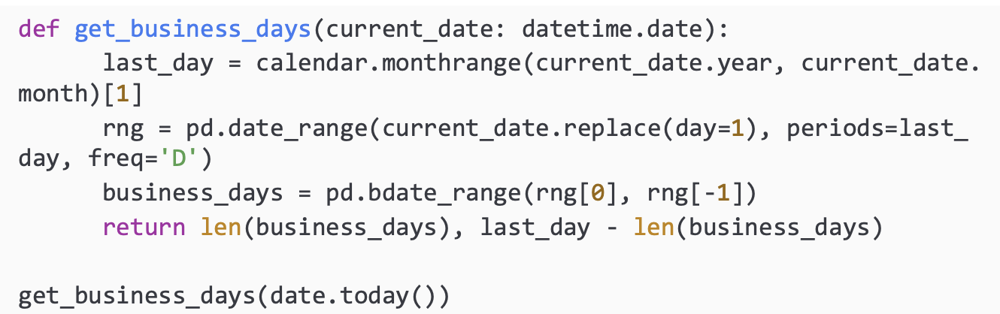 def get_business_days(current_date: datetime.date):
      last_day = calendar.monthrange(current_date.year, current_date.
month)[1]
      rng = pd.date_range(current_date.replace(day=1), periods=last_
day, freq='D')
      business_days = pd.bdate_range(rng[0], rng[-1])
      return len(business_days), last_day - len(business_days)

get_business_days(date.today())